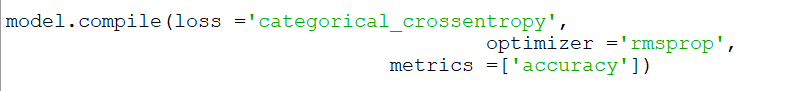 model.compile(loss ='categorical_crossentropy',
optimizer ='rmsprop',
metrics =['accuracy'])